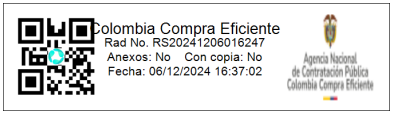 Colombia Compra Eficiente
Rad No. RS20241206016247
Anexos: No Con copia: No
Fecha: 06/12/2024 16:37:02
Agencia Nacional
de Contratación Pública
Colombia Compra Eficiente